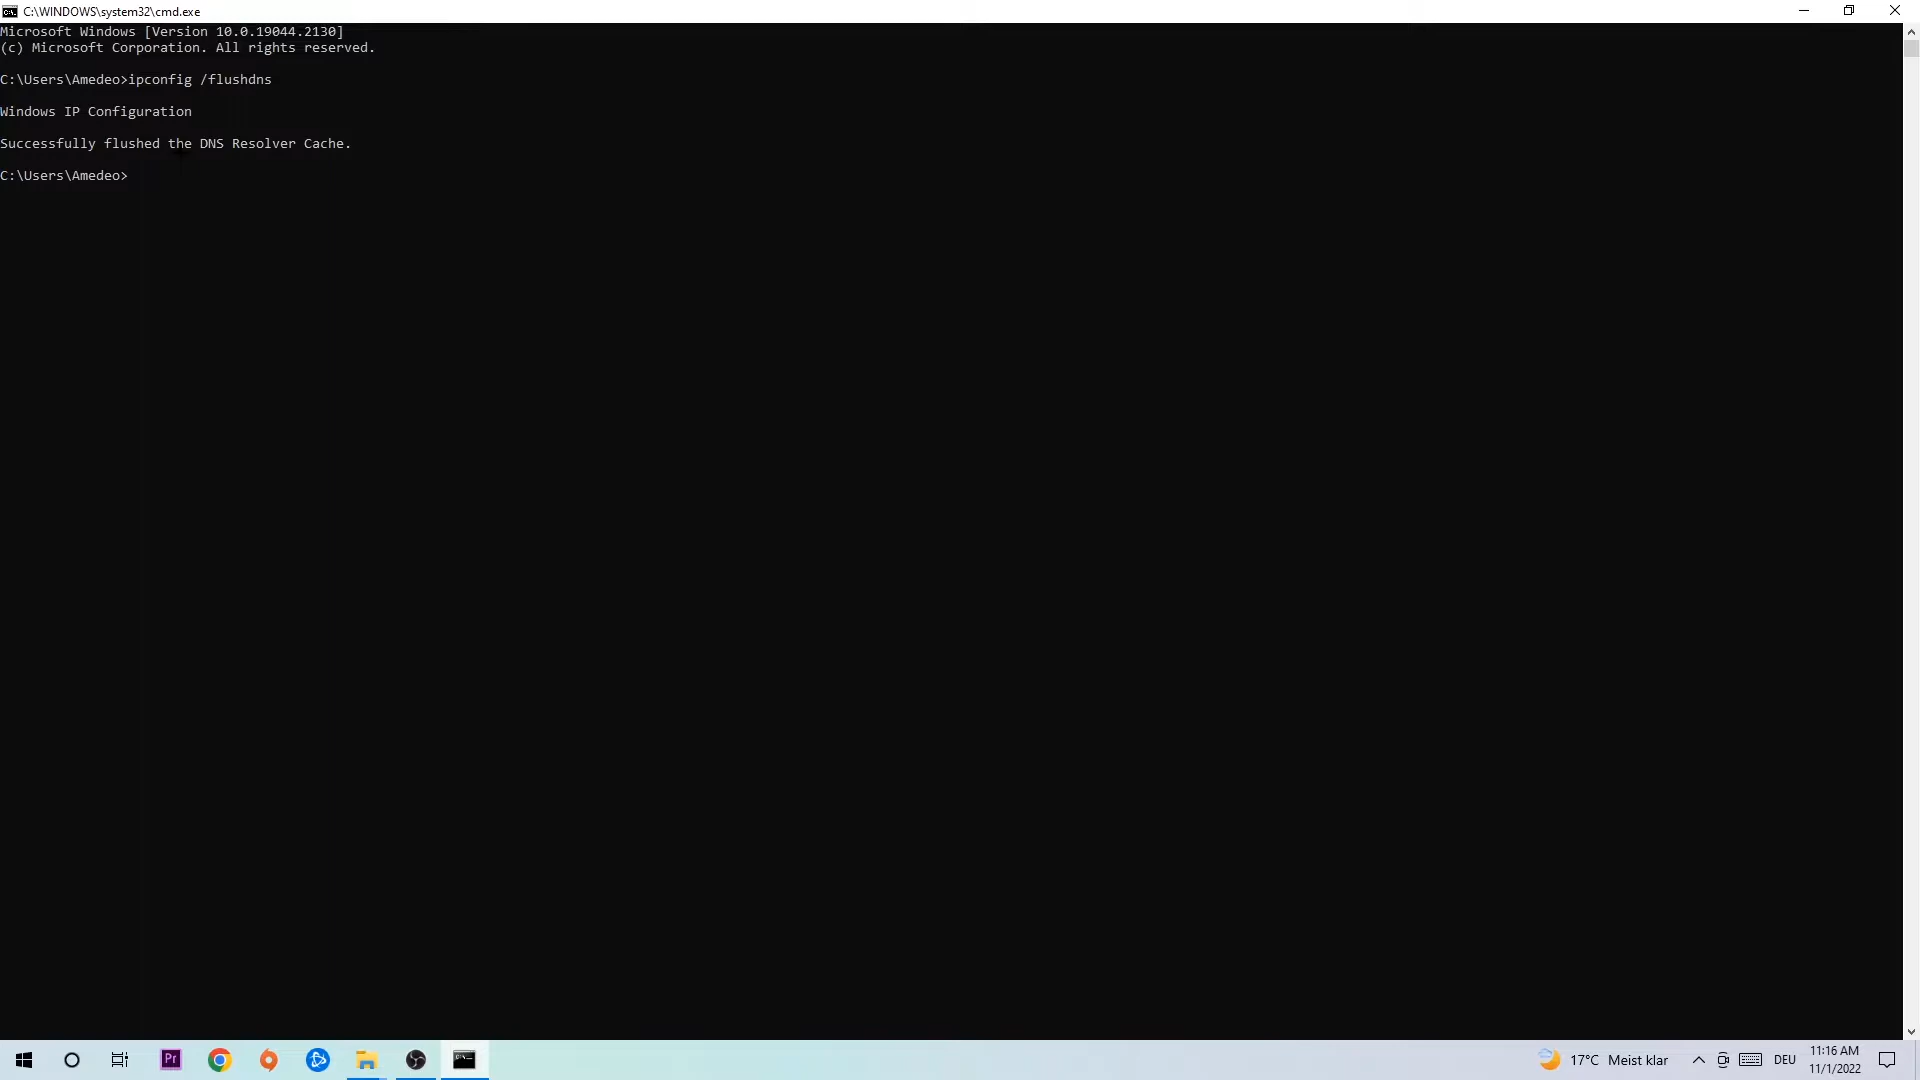 C:\WINDOWS\system32\cmd.exe
Microsoft Windows [Version 10.0.19044.2130]
(c) Microsoft Corporation. All rights reserved.
C:\Users\Amedeo>ipconfig /flushdns
Windows IP Configuration
Successfully flushed the DNS Resolver Cache.
C:\Users\Amedeo>
Pr
17°C Meist klar
DEU
11:16 AM
11/1/2022